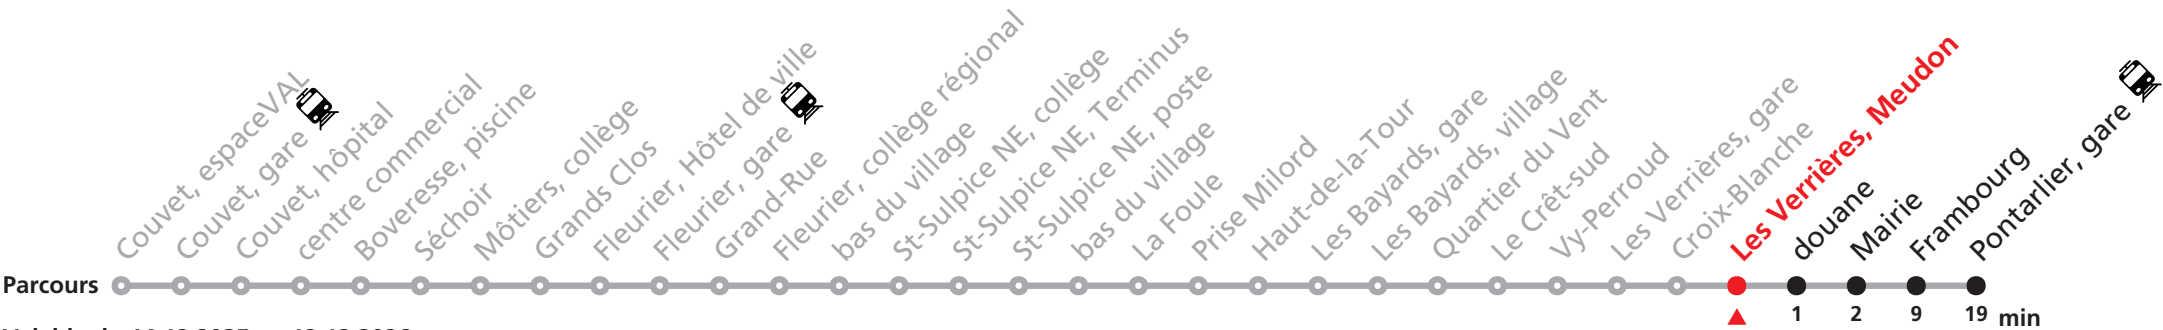 Couvet, espaceVAL
Couvet, gare
Couvet, hôpital
centre commercial
Boveresse, piscine
Séchoir
Môtiers, collège
Grands Clos
Fleurier, Hôtel de ville
Fleurier, gare
Grand-Rue
Fleurier, collège régional
bas du village
St-Sulpice NE, collège
St-Sulpice NE, Terminus
St-Sulpice NE, poste
bas du village
La Foule
Prise Milord
Haut-de-la-Tour
Les Bayards, gare
Les Bayards, village
Quartier du Vent
Le Crêt-sud
Vy-Perroud
Les Verrières, gare
Croix-Blanche
Les Verrières, Meudon
douane
Mairie
Frambourg
Pontarlier, gare
Parcours
1 2 9 19 min